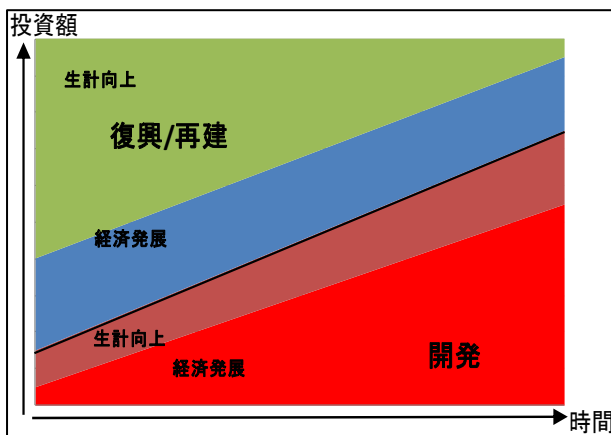 投資額
生計向上
復興/再建
経済発展
生計向上
経済発展
開発
時間